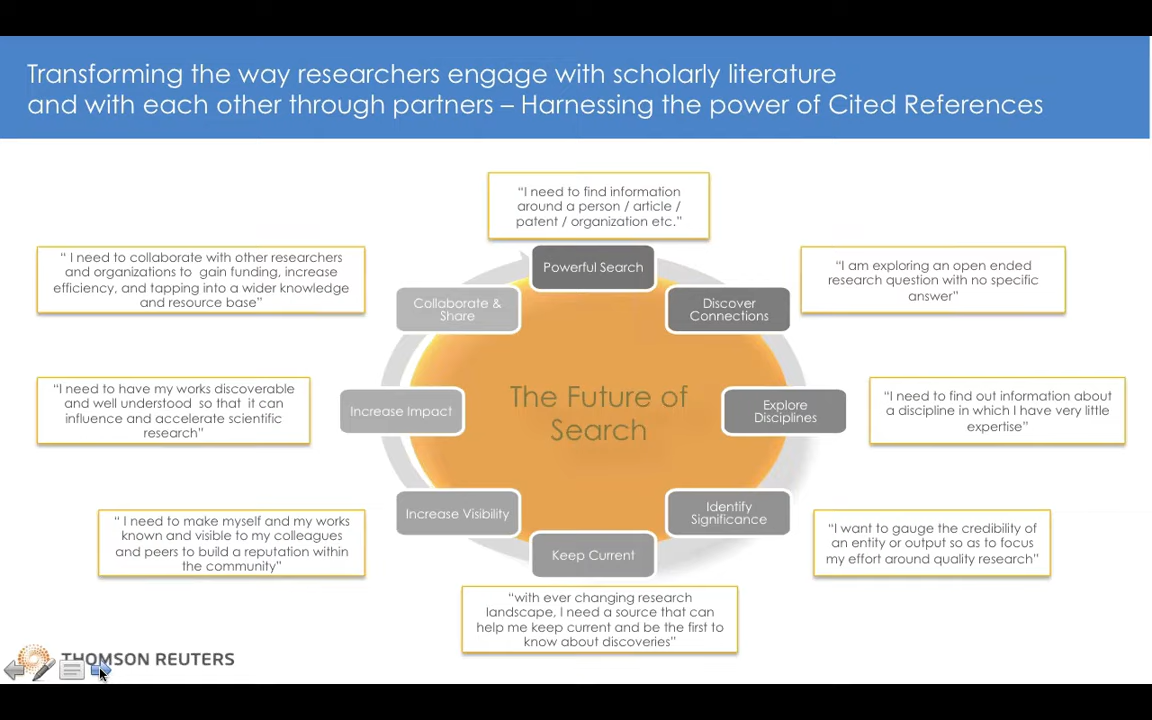 Transforming the way researchers engage with scholarly literature
and with each other through partners – Harnessing the power of Cited References
“I need to find information
around a person / article /
patent / organization etc.”
Powerful Search
“ I need to collaborate with other researchers
and organizations to  gain funding, increase
efficiency, and tapping into a wider knowledge
and resource base”
Collaborate &
Share
Discover
Connections
“I am exploring an open ended
research question with no specific
answer”
“I need to have my works discoverable
and well understood  so that  it can
influence and accelerate scientific
research”
Increase Impact
The Future of
Search
Explore
Disciplines
“I need to find out information about
a discipline in which I have very little
expertise”
“ I need to make myself and my works
known and visible to my colleagues
and peers to build a reputation within
the community”
Increase Visibility
Identify
Significance
“I want to gauge the credibility of
an entity or output so as to focus
my effort around quality research”
Keep Current
“with ever changing research
landscape, I need a source that can
help me keep current and be the first to
know about discoveries”
THOMSON REUTERS